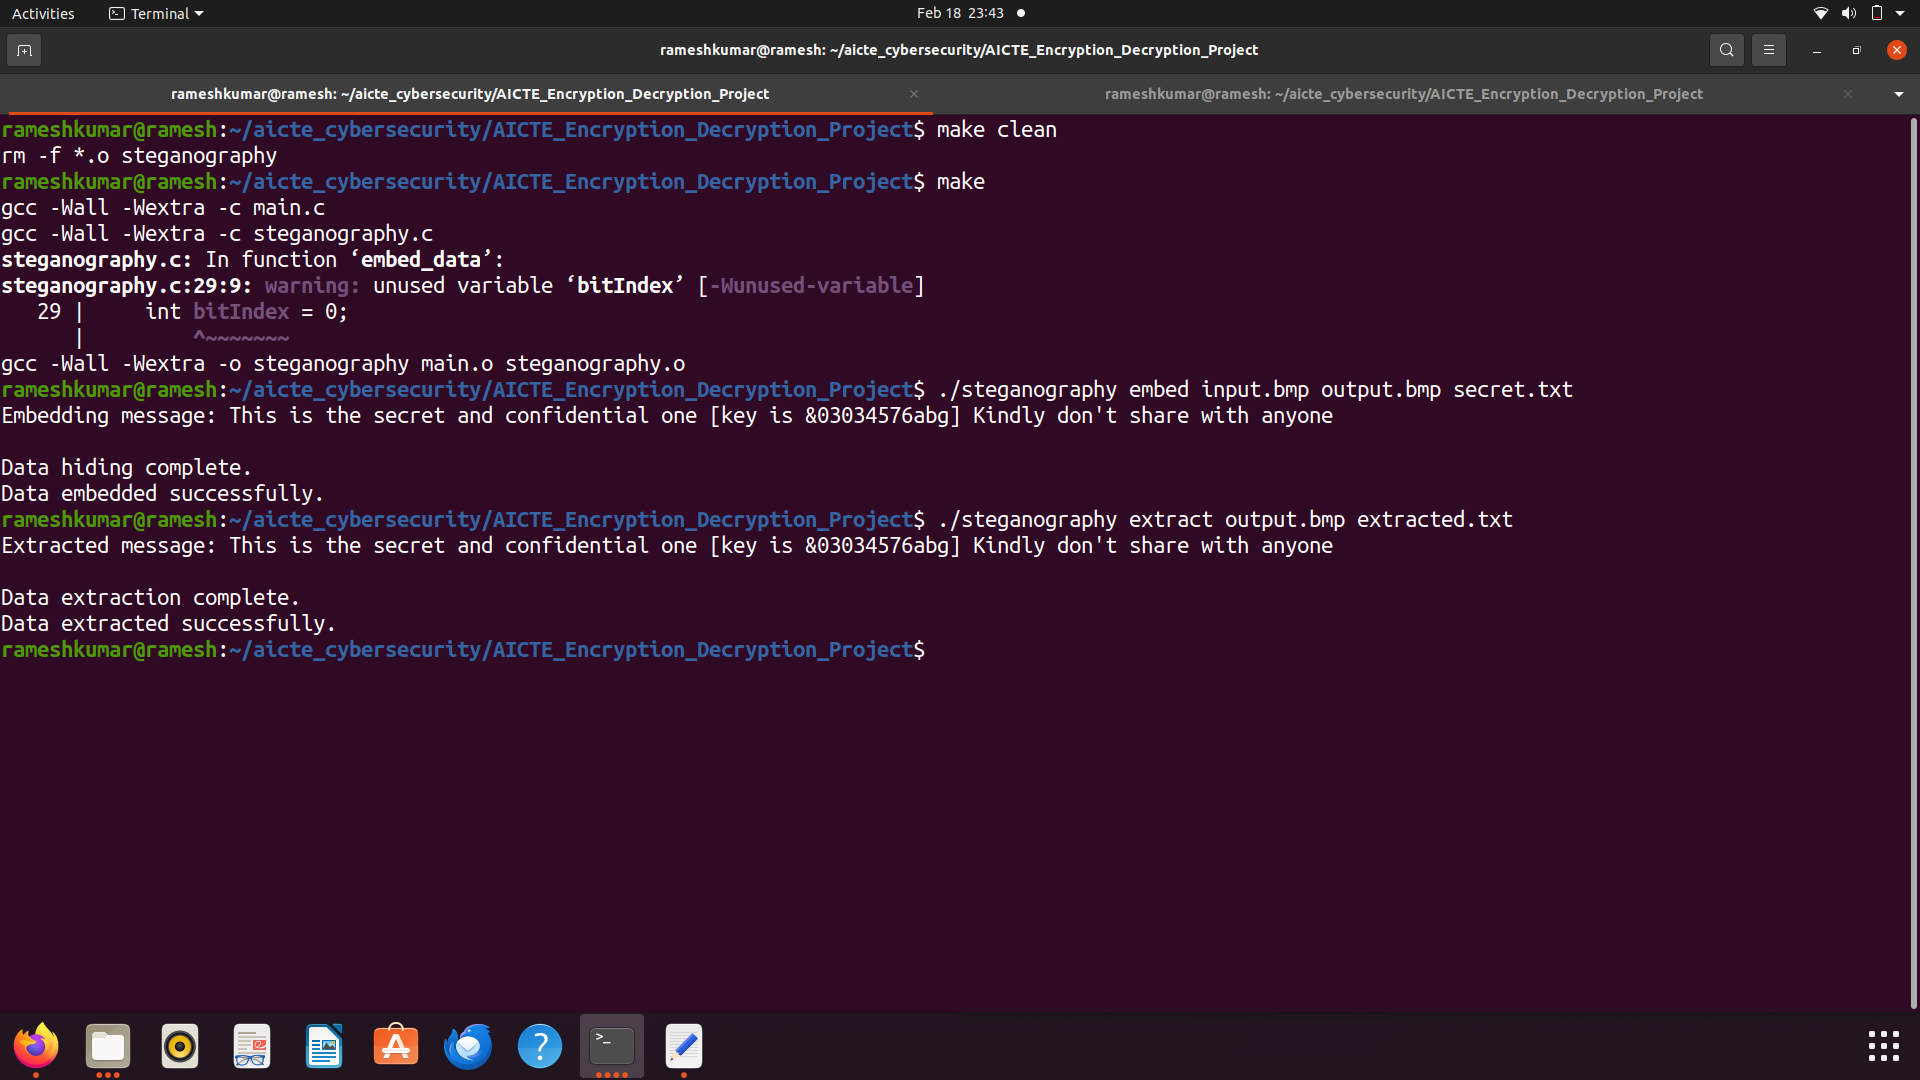 Activities Terminal Feb 18 23:43
rameshkumar@ramesh: ~/aicte_cybersecurity/AICTE_Encryption_Decryption_Project
rameshkumar@ramesh: ~/aicte_cybersecurity/AICTE_Encryption_Decryption_Project × rameshkumar@ramesh: ~/aicte_cybersecurity/AICTE_Encryption_Decryption_Project ×
rameshkumar@ramesh:~/aicte_cybersecurity/AICTE_Encryption_Decryption_Project$ make clean
rm -f *.o steganography
rameshkumar@ramesh:~/aicte_cybersecurity/AICTE_Encryption_Decryption_Project$ make
gcc -Wall -Wextra -c main.c
gcc -Wall -Wextra -c steganography.c
steganography.c: In function ‘embed_data’:
steganography.c:29:9: warning: unused variable ‘bitIndex’ [-Wunused-variable]
   29 |     int bitIndex = 0;
      |         ^~~~~~~~
gcc -Wall -Wextra -o steganography main.o steganography.o
rameshkumar@ramesh:~/aicte_cybersecurity/AICTE_Encryption_Decryption_Project$ ./steganography embed input.bmp output.bmp secret.txt
Embedding message: This is the secret and confidential one [key is &03034576abg] Kindly don't share with anyone
Data hiding complete.
Data embedded successfully.
rameshkumar@ramesh:~/aicte_cybersecurity/AICTE_Encryption_Decryption_Project$ ./steganography extract output.bmp extracted.txt
Extracted message: This is the secret and confidential one [key is &03034576abg] Kindly don't share with anyone
Data extraction complete.
Data extracted successfully.
rameshkumar@ramesh:~/aicte_cybersecurity/AICTE_Encryption_Decryption_Project$